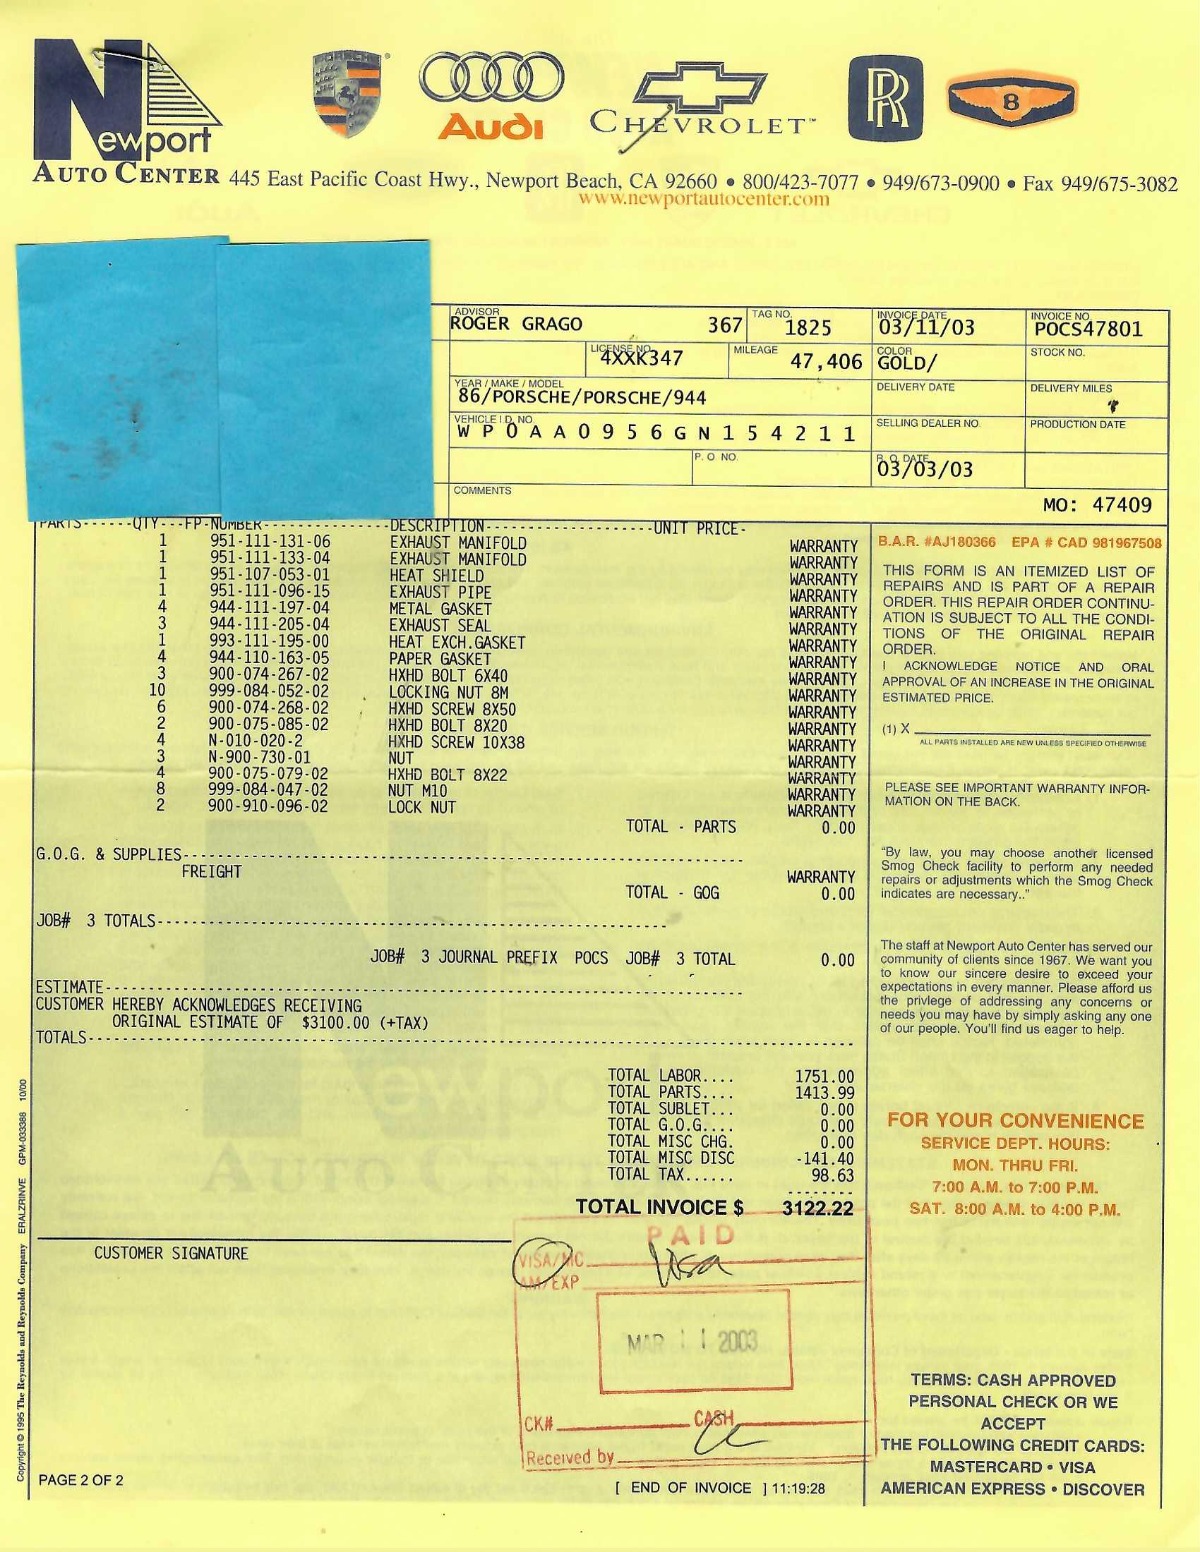 Newport
AUTO CENTER
PORSCHE
Audi
CHEVROLET™
RR
B
445 East Pacific Coast Hwy., Newport Beach, CA 92660 • 800/423-7077 • 949/673-0900 • Fax 949/675-3082
www.newportautocenter.com
ADVISOR
ROGER GRAGO 367
TAG NO.
1825
INVOICE DATE
03/11/03
INVOICE NO.
POCS47801
LICENSE NO.
4XXK347
MILEAGE
47,406
COLOR
GOLD/
STOCK NO.
YEAR / MAKE / MODEL
86/PORSCHE/PORSCHE/944
DELIVERY DATE
DELIVERY MILES
VEHICLE I.D. NO.
WP0AA0956GN154211
SELLING DEALER NO.
PRODUCTION DATE
P. O NO.
R. O. DATE
03/03/03
COMMENTS
MO: 47409
PARTS------QTY---FP-NUMBER---------------DESCRIPTION--------------------UNIT PRICE-
1 951-111-131-06 EXHAUST MANIFOLD WARRANTY
1 951-111-133-04 EXHAUST MANIFOLD WARRANTY
1 951-107-053-01 HEAT SHIELD WARRANTY
1 951-111-096-15 EXHAUST PIPE WARRANTY
4 944-111-197-04 METAL GASKET WARRANTY
3 944-111-205-04 EXHAUST SEAL WARRANTY
1 993-111-195-00 HEAT EXCH.GASKET WARRANTY
4 944-110-163-05 PAPER GASKET WARRANTY
3 900-074-267-02 HXHD BOLT 6X40 WARRANTY
10 999-084-052-02 LOCKING NUT 8M WARRANTY
6 900-074-268-02 HXHD SCREW 8X50 WARRANTY
2 900-075-085-02 HXHD BOLT 8X20 WARRANTY
4 N-010-020-2 HXHD SCREW 10X38 WARRANTY
3 N-900-730-01 NUT WARRANTY
4 900-075-079-02 HXHD BOLT 8X22 WARRANTY
8 999-084-047-02 NUT M10 WARRANTY
2 900-910-096-02 LOCK NUT WARRANTY
TOTAL - PARTS 0.00
G.O.G. & SUPPLIES
FREIGHT WARRANTY
TOTAL - GOG 0.00
JOB# 3 TOTALS
JOB# 3 JOURNAL PREFIX POCS JOB# 3 TOTAL 0.00
ESTIMATE
CUSTOMER HEREBY ACKNOWLEDGES RECEIVING
ORIGINAL ESTIMATE OF $3100.00 (+TAX)
TOTALS
TOTAL LABOR.... 1751.00
TOTAL PARTS.... 1413.99
TOTAL SUBLET... 0.00
TOTAL G.O.G.... 0.00
TOTAL MISC CHG. 0.00
TOTAL MISC DISC -141.40
TOTAL TAX...... 98.63
TOTAL INVOICE $ 3122.22
CUSTOMER SIGNATURE
PAID
VISA/MC Visa
AM/EXP
MAR 11 2003
CK# CASH
Received by
PAGE 2 OF 2
[ END OF INVOICE ] 11:19:28
B.A.R. #AJ180366 EPA # CAD 981967508
THIS FORM IS AN ITEMIZED LIST OF
REPAIRS AND IS PART OF A REPAIR
ORDER. THIS REPAIR ORDER CONTINU-
ATION IS SUBJECT TO ALL THE CONDI-
TIONS OF THE ORIGINAL REPAIR
ORDER.
I ACKNOWLEDGE NOTICE AND ORAL
APPROVAL OF AN INCREASE IN THE ORIGINAL
ESTIMATED PRICE.
(1) X
ALL PARTS INSTALLED ARE NEW UNLESS SPECIFIED OTHERWISE
PLEASE SEE IMPORTANT WARRANTY INFOR-
MATION ON THE BACK.
"By law, you may choose another licensed
Smog Check facility to perform any needed
repairs or adjustments which the Smog Check
indicates are necessary.."
The staff at Newport Auto Center has served our
community of clients since 1967. We want you
to know our sincere desire to exceed your
expectations in every manner. Please afford us
the privlege of addressing any concerns or
needs you may have by simply asking any one
of our people. You'll find us eager to help.
FOR YOUR CONVENIENCE
SERVICE DEPT. HOURS:
MON. THRU FRI.
7:00 A.M. to 7:00 P.M.
SAT. 8:00 A.M. to 4:00 P.M.
TERMS: CASH APPROVED
PERSONAL CHECK OR WE
ACCEPT
THE FOLLOWING CREDIT CARDS:
MASTERCARD • VISA
AMERICAN EXPRESS • DISCOVER
Copyright © 1995 The Reynolds and Reynolds Company ERALZRINVE GPM-033388 10/00